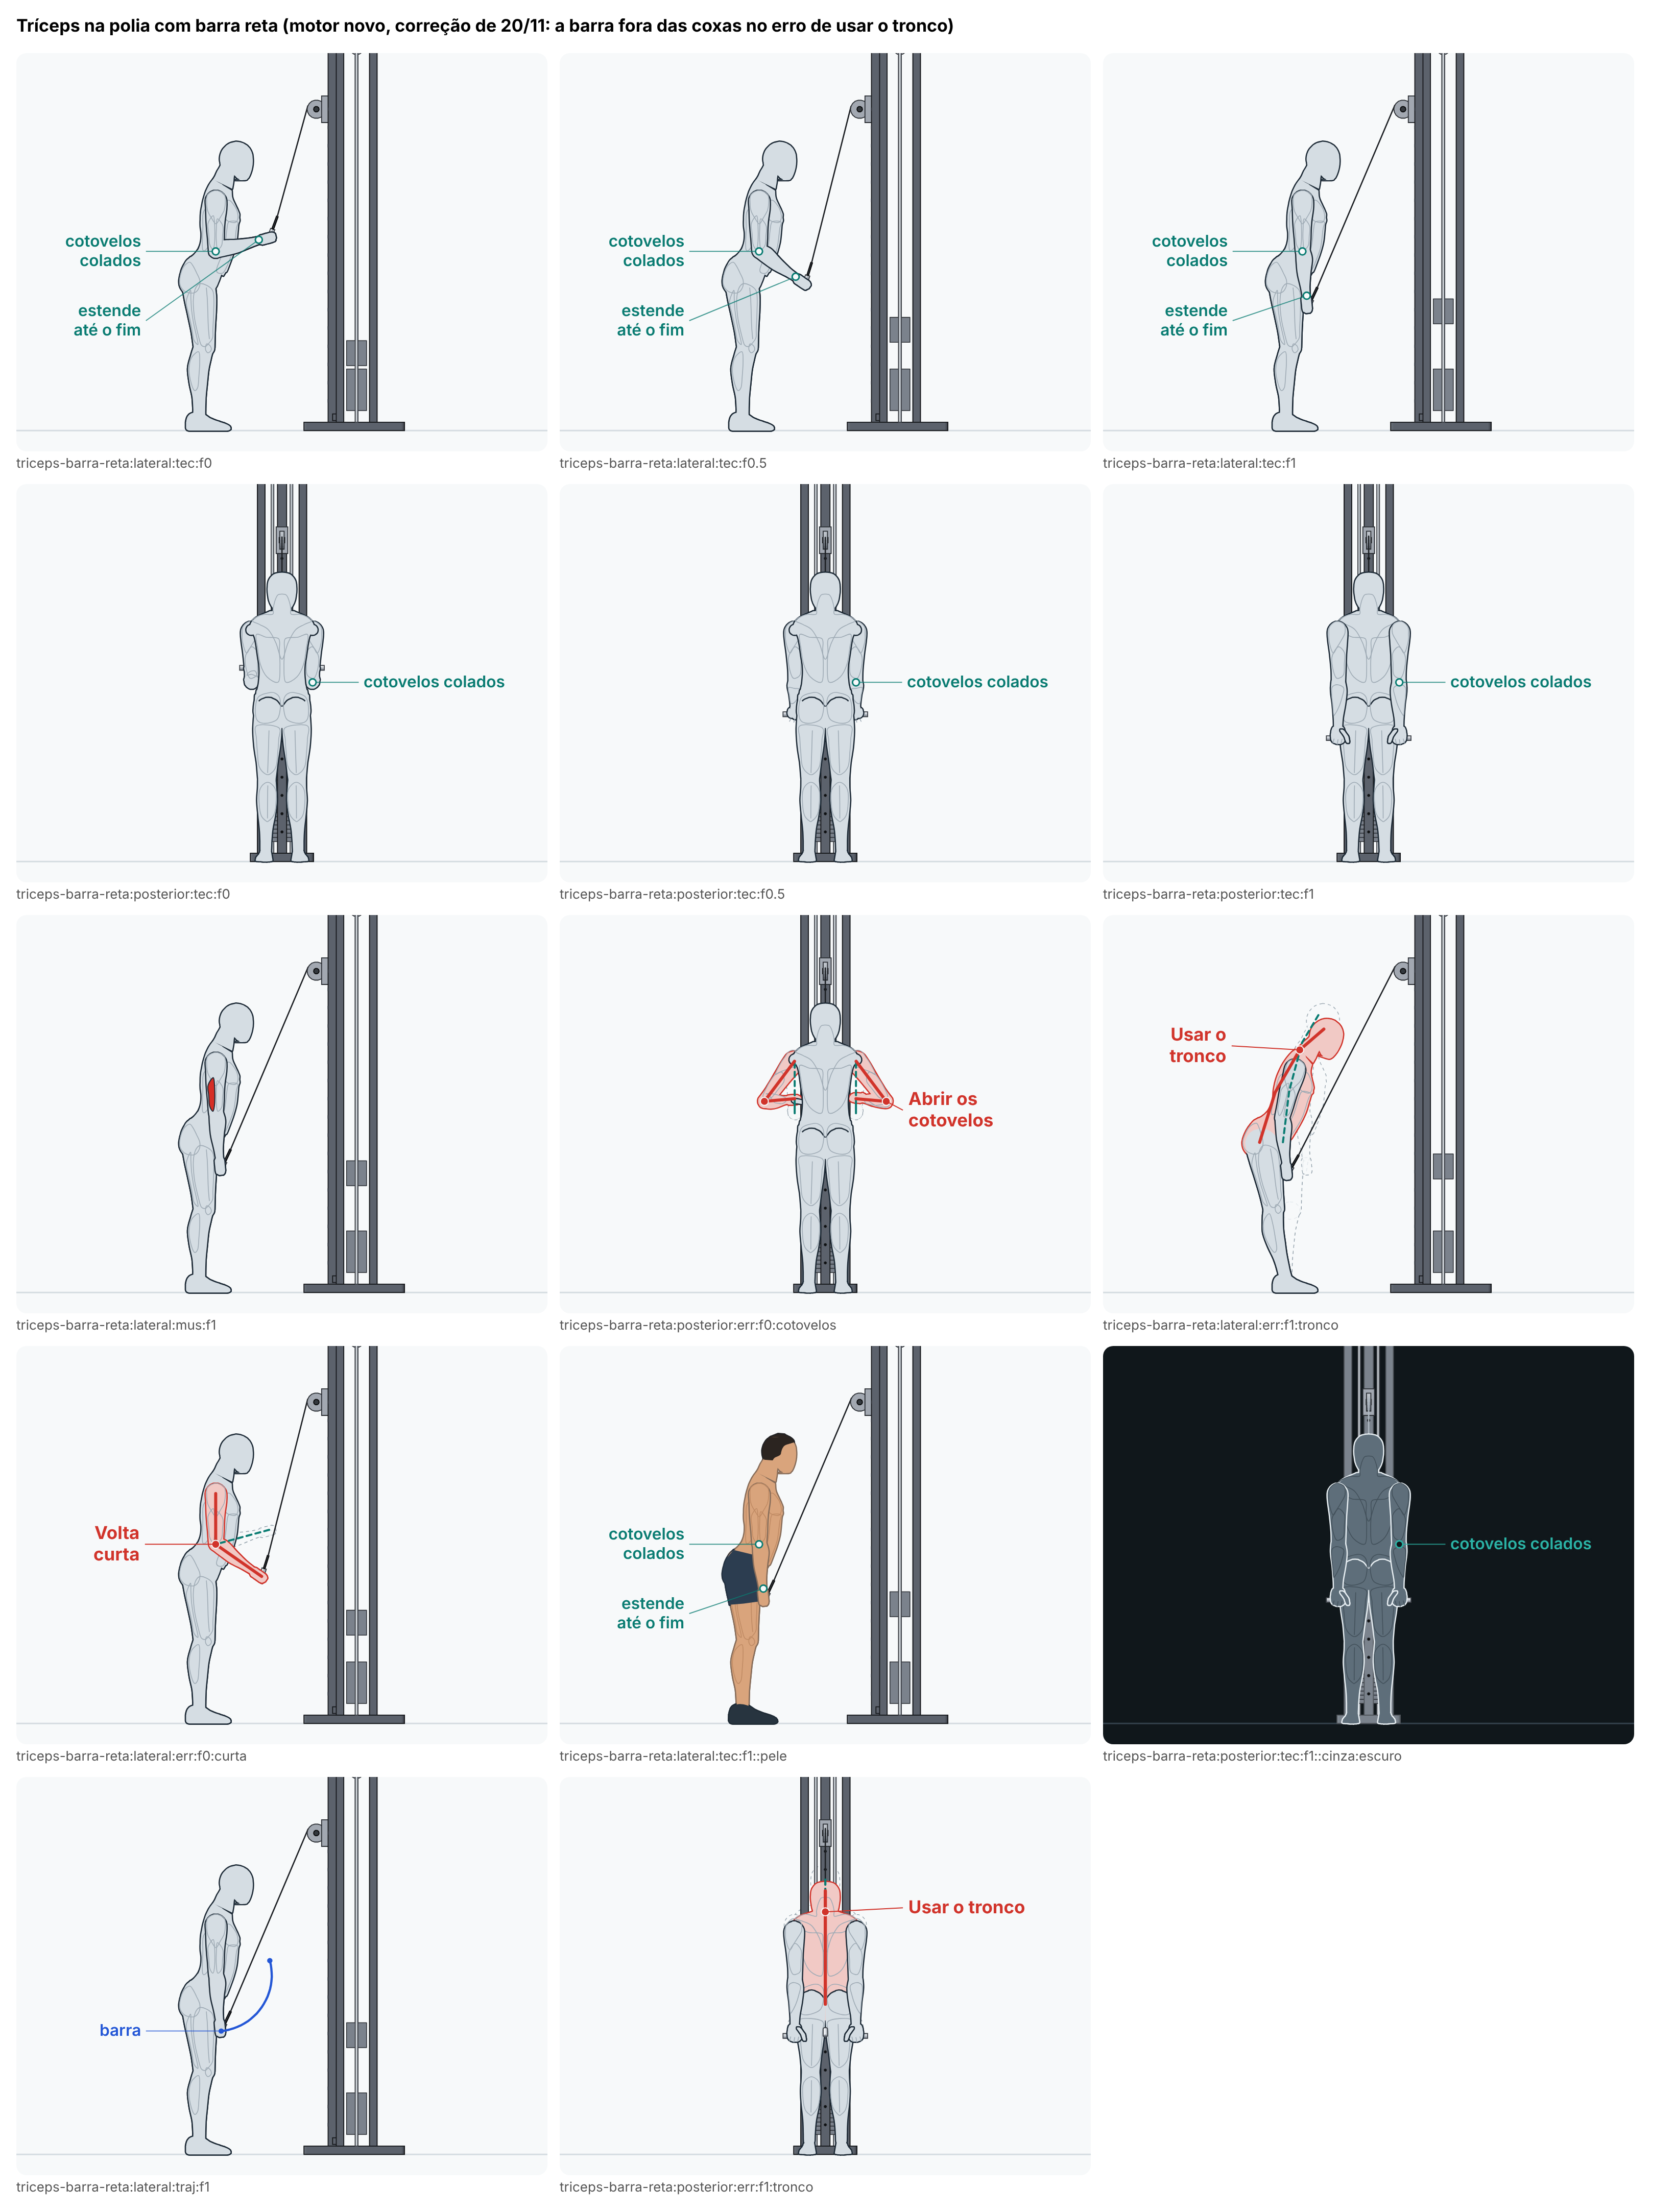 Tríceps na polia com barra reta (motor novo, correção de 20/11: a barra fora das coxas no erro de usar o tronco)
cotovelos
colados
estende
até o fim
cotovelos
colados
estende
até o fim
cotovelos
colados
estende
até o fim
triceps-barra-reta:lateral:tec:f0
triceps-barra-reta:lateral:tec:f0.5
triceps-barra-reta:lateral:tec:f1
cotovelos colados
cotovelos colados
cotovelos colados
triceps-barra-reta:posterior:tec:f0
triceps-barra-reta:posterior:tec:f0.5
triceps-barra-reta:posterior:tec:f1
Abrir os
cotovelos
Usar o
tronco
triceps-barra-reta:lateral:mus:f1
triceps-barra-reta:posterior:err:f0:cotovelos
triceps-barra-reta:lateral:err:f1:tronco
Volta
curta
cotovelos
colados
estende
até o fim
cotovelos colados
triceps-barra-reta:lateral:err:f0:curta
triceps-barra-reta:lateral:tec:f1::pele
triceps-barra-reta:posterior:tec:f1::cinza:escuro
barra
Usar o tronco
triceps-barra-reta:lateral:traj:f1
triceps-barra-reta:posterior:err:f1:tronco